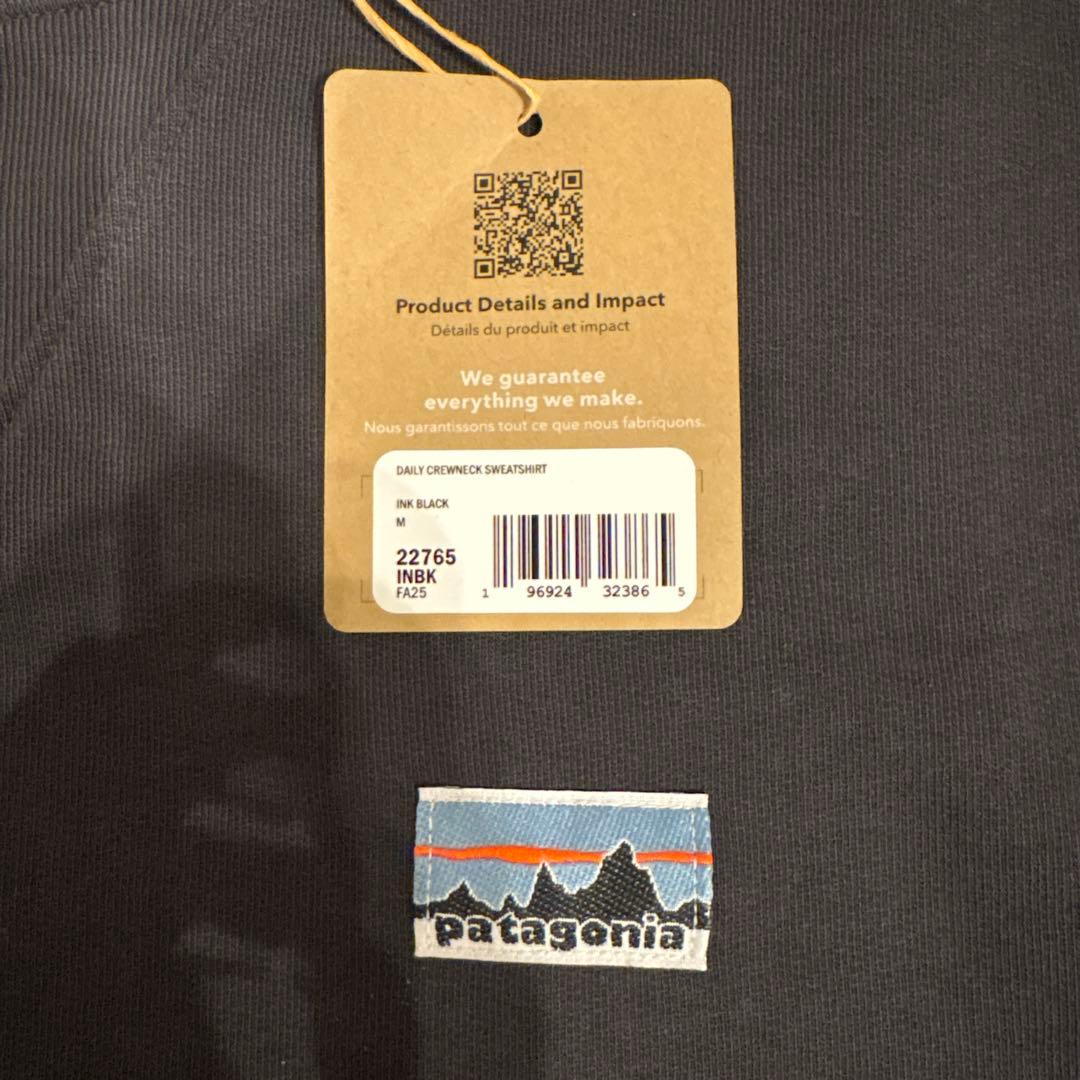 Product Details and Impact
Détails du produit et impact
We guarantee
everything we make.
Nous garantissons tout ce que nous fabriquons.
DAILY CREWNECK SWEATSHIRT
INK BLACK
M
22765
INBK
FA25
1 96924 32386 5
patagonia